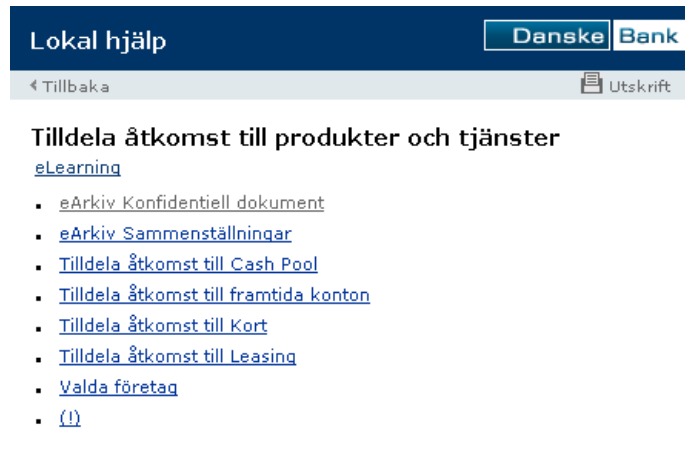 Lokal hjälp
Danske Bank
Tillbaka
Utskrift
Tilldela åtkomst till produkter och tjänster
eLearning
eArkiv Konfidentiell dokument
eArkiv Sammenställningar
Tilldela åtkomst till Cash Pool
Tilldela åtkomst till framtida konton
Tilldela åtkomst till Kort
Tilldela åtkomst till Leasing
Valda företag
(!)